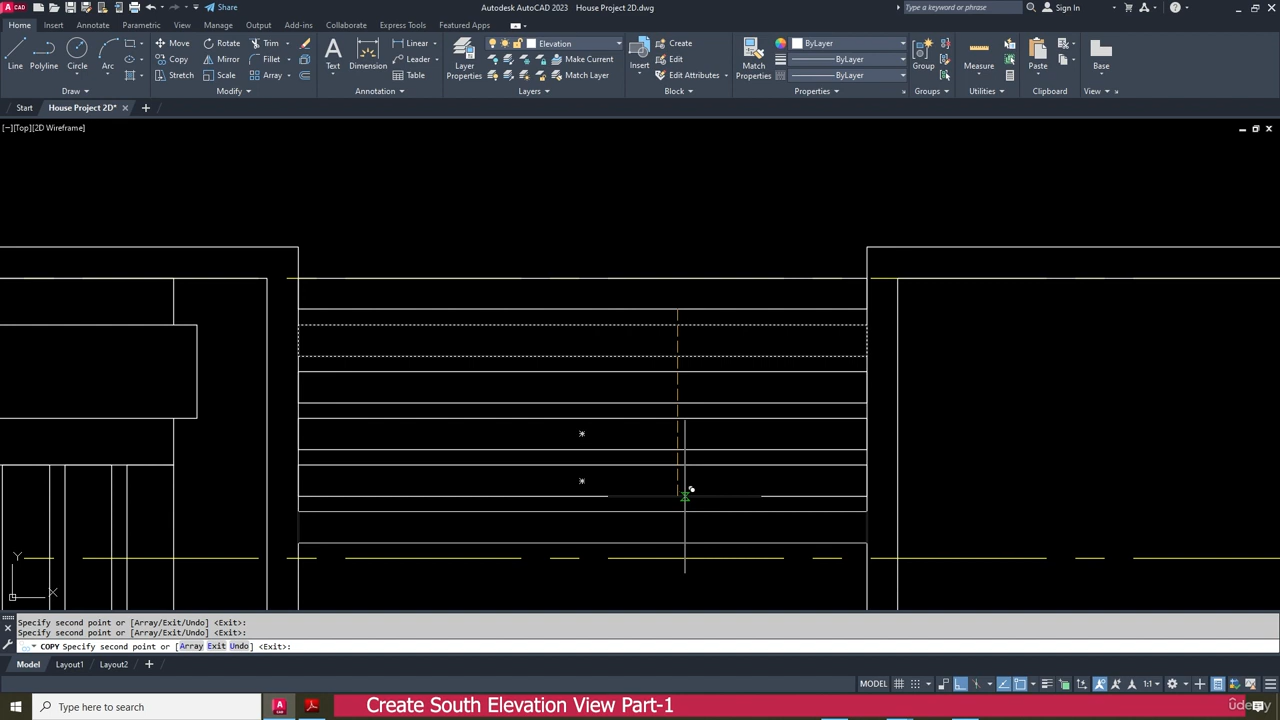 CAD
Share
Autodesk AutoCAD 2023 House Project 2D.dwg
Type a keyword or phrase
Sign In
Home Insert Annotate Parametric View Manage Output Add-ins Collaborate Express Tools Featured Apps
Line Polyline Circle Arc
Move Rotate Trim
Copy Mirror Fillet
Stretch Scale Array
Text Dimension
Linear
Leader
Table
Layer Properties
Elevation
Make Current
Match Layer
Insert
Create
Edit
Edit Attributes
Match Properties
ByLayer
ByLayer
ByLayer
Group
Measure
Paste
Base
Draw Modify Annotation Layers Block Properties Groups Utilities Clipboard View
Start House Project 2D*
[−][Top][2D Wireframe]
Y
X
Specify second point or [Array/Exit/Undo] <Exit>:
Specify second point or [Array/Exit/Undo] <Exit>:
COPY Specify second point or [Array Exit Undo] <Exit>:
Model Layout1 Layout2
MODEL 1:1
Type here to search
Create South Elevation View Part-1
udemy